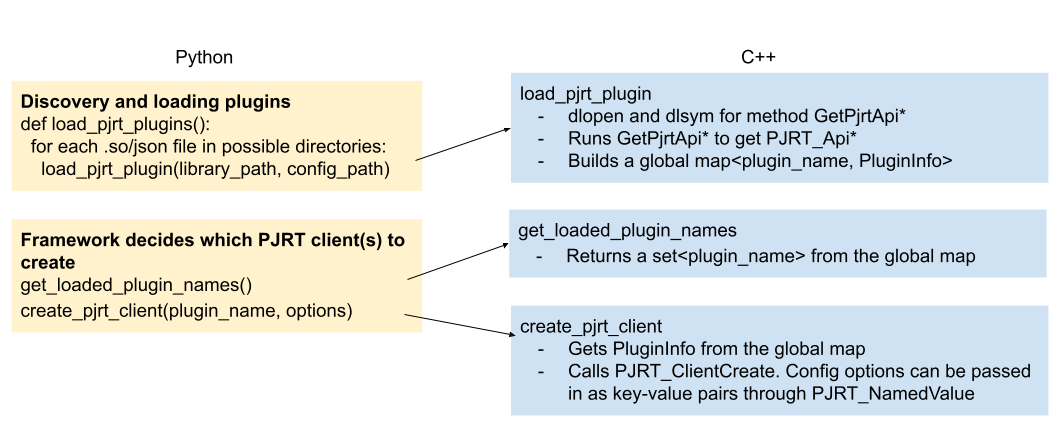 Python
C++
Discovery and loading plugins
def load_pjrt_plugins():
for each .so/json file in possible directories:
load_pjrt_plugin(library_path, config_path)
load_pjrt_plugin
- dlopen and dlsym for method GetPjrtApi*
- Runs GetPjrtApi* to get PJRT_Api*
- Builds a global map<plugin_name, PluginInfo>
Framework decides which PJRT client(s) to
create
get_loaded_plugin_names()
create_pjrt_client(plugin_name, options)
get_loaded_plugin_names
- Returns a set<plugin_name> from the global map
create_pjrt_client
- Gets PluginInfo from the global map
- Calls PJRT_ClientCreate. Config options can be passed
in as key-value pairs through PJRT_NamedValue